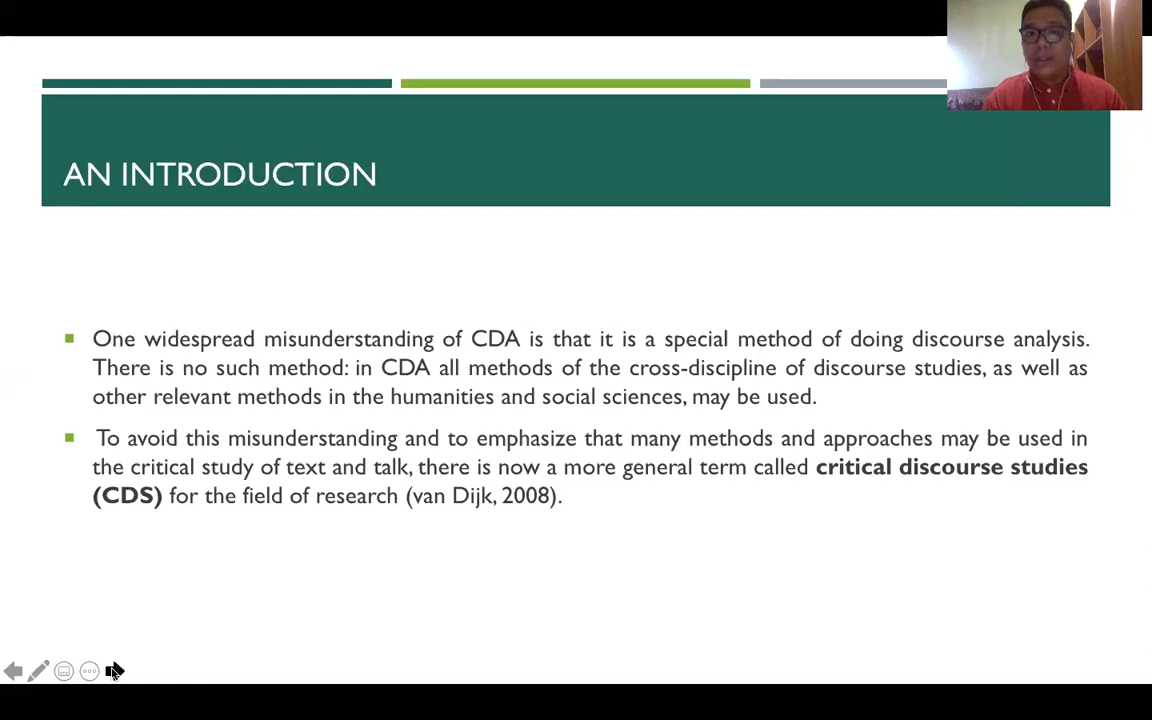 AN INTRODUCTION
One widespread misunderstanding of CDA is that it is a special method of doing discourse analysis.
There is no such method: in CDA all methods of the cross-discipline of discourse studies, as well as
other relevant methods in the humanities and social sciences, may be used.
To avoid this misunderstanding and to emphasize that many methods and approaches may be used in
the critical study of text and talk, there is now a more general term called critical discourse studies
(CDS) for the field of research (van Dijk, 2008).